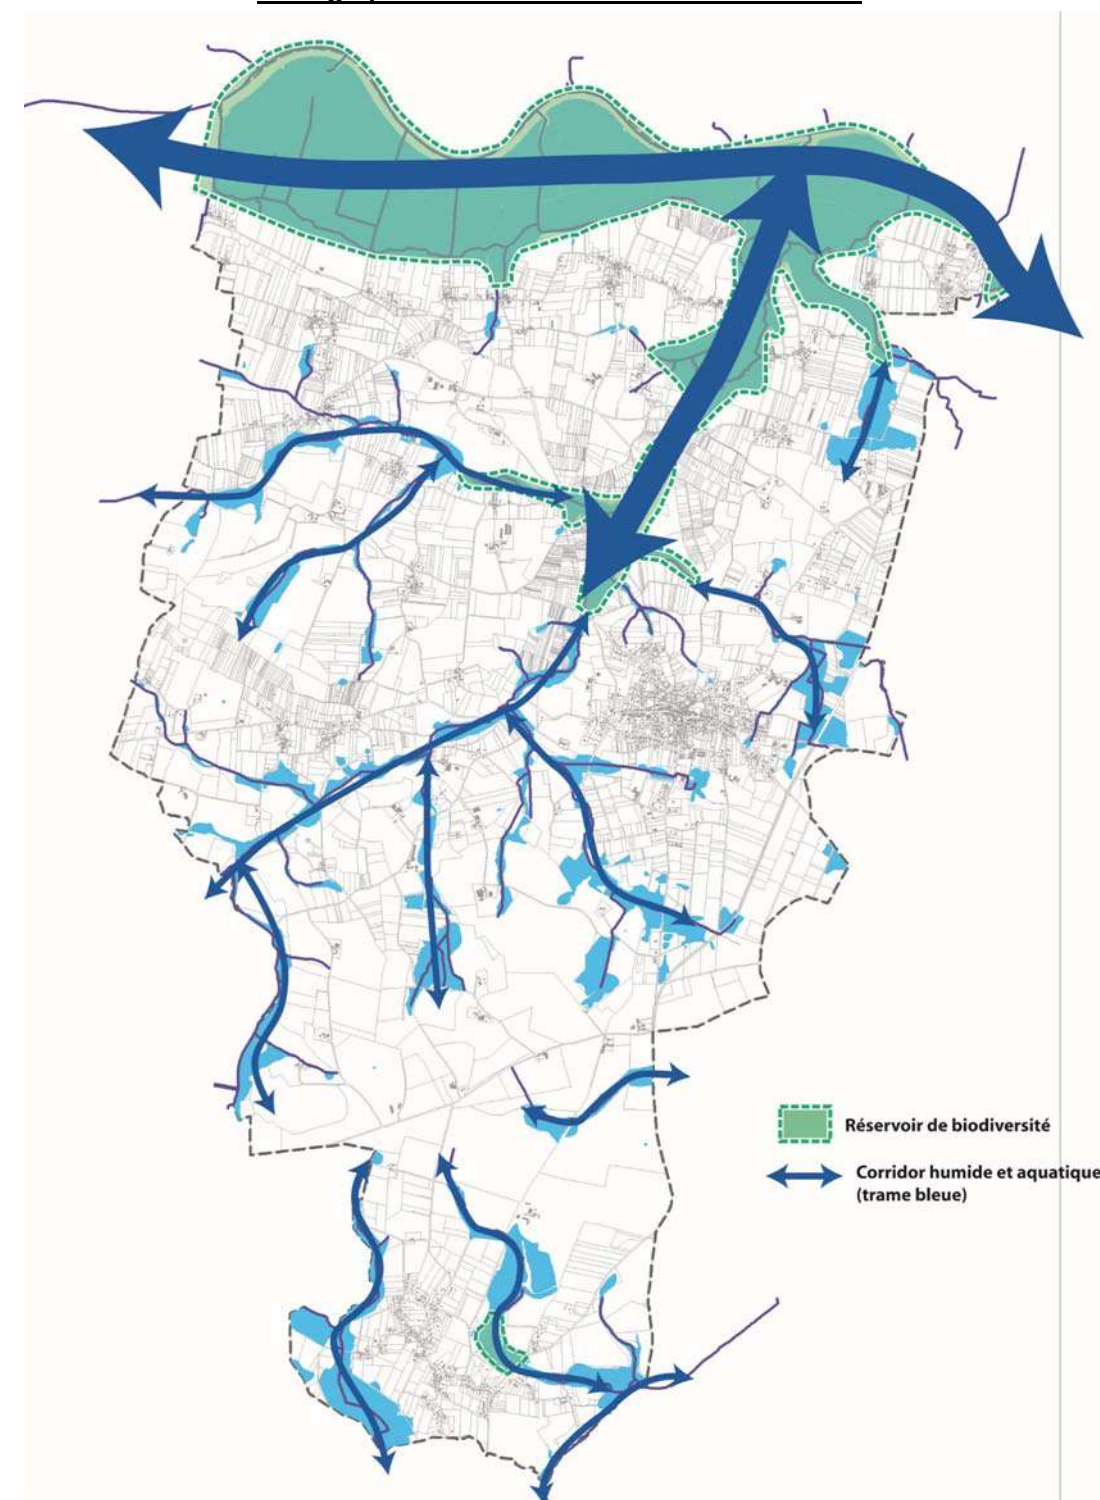 Réservoir de biodiversité
Corridor humide et aquatique
(trame bleue)